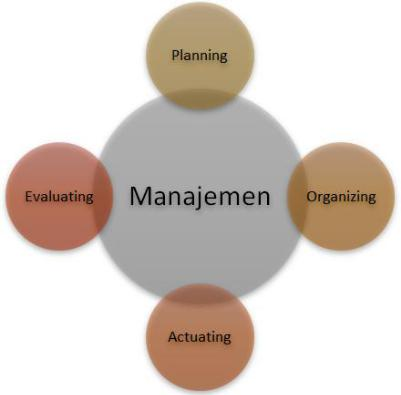 Planning
Evaluating
Manajemen
Organizing
Actuating